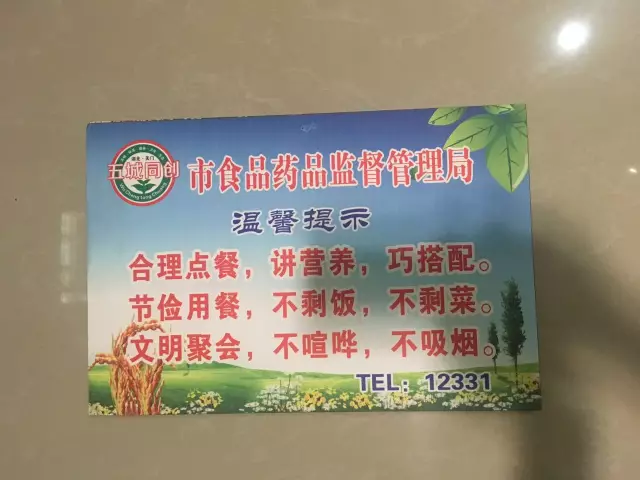 五城同创
市食品药品监督管理局
温馨提示
合理点餐，讲营养，巧搭配。
节俭用餐，不剩饭，不剩菜。
文明聚会，不喧哗，不吸烟。
TEL：12331